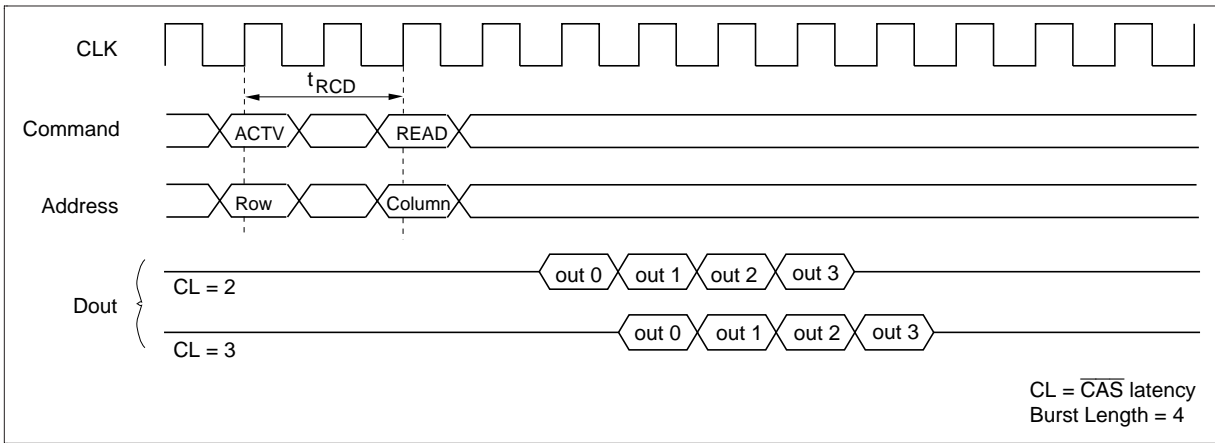 CLK
tRCD
Command ACTV READ
Address Row Column
Dout
CL = 2 out 0 out 1 out 2 out 3
CL = 3 out 0 out 1 out 2 out 3
CL = C̅A̅S̅ latency
Burst Length = 4